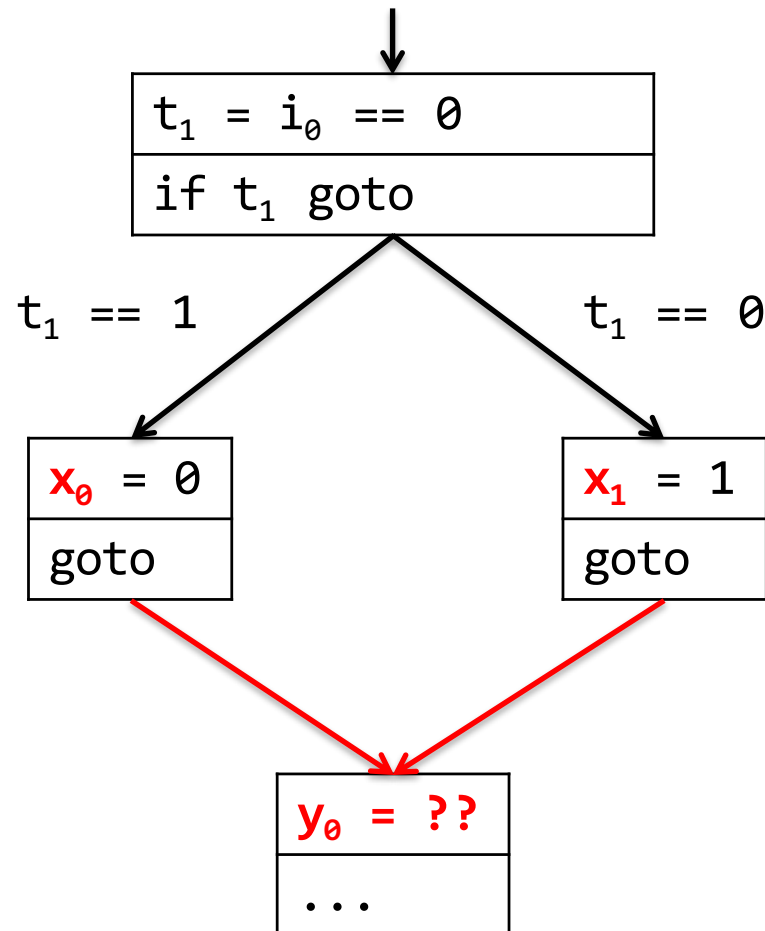 t₁ = i₀ == 0
if t₁ goto
t₁ == 1
t₁ == 0
x₀ = 0
x₁ = 1
goto
goto
y₀ = ??
...